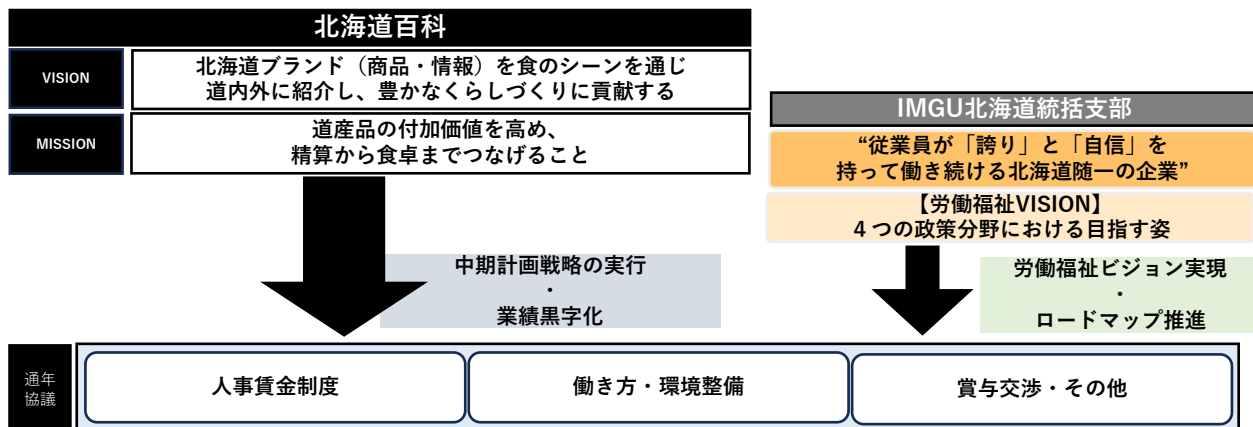 北海道百科
VISION
北海道ブランド（商品・情報）を食のシーンを通じ
道内外に紹介し、豊かなくらしづくりに貢献する
MISSION
道産品の付加価値を高め、
精算から食卓までつなげること
IMGU北海道統括支部
“従業員が「誇り」と「自信」を
持って働き続ける北海道随一の企業”
【労働福祉VISION】
４つの政策分野における目指す姿
中期計画戦略の実行
・
業績黒字化
労働福祉ビジョン実現
・
ロードマップ推進
通年
協議
人事賃金制度
働き方・環境整備
賞与交渉・その他